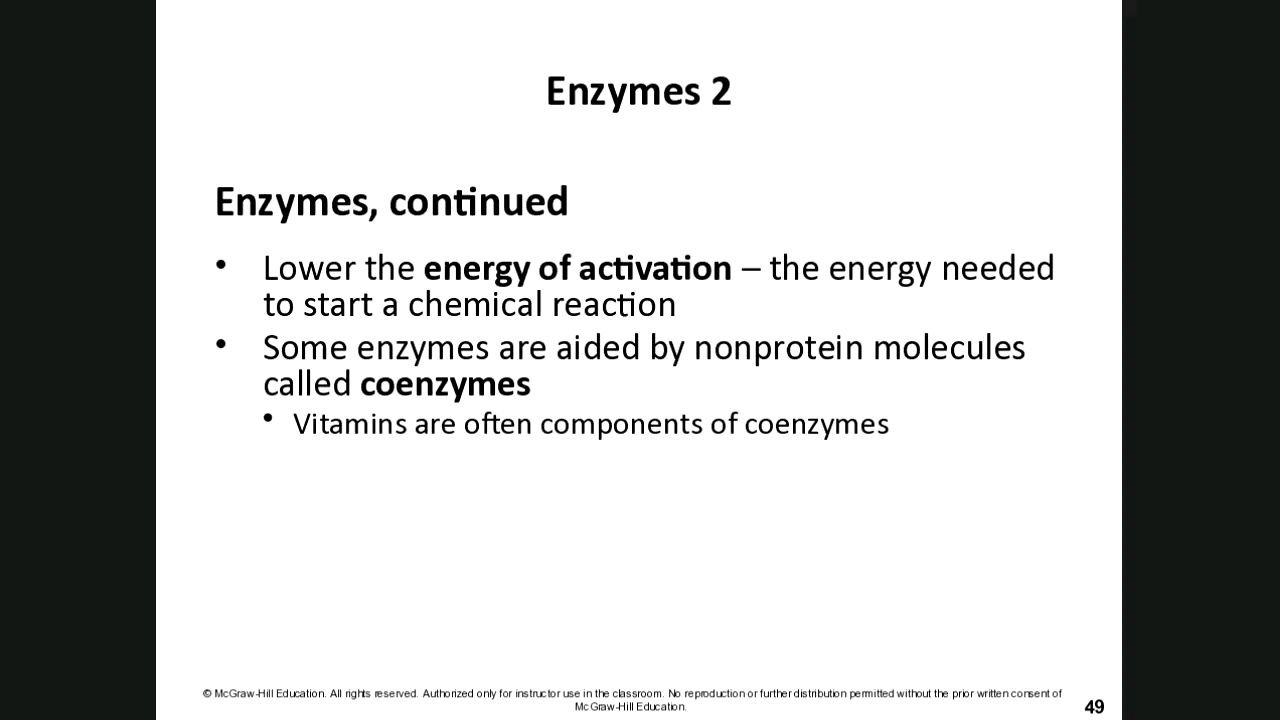 Enzymes 2
Enzymes, continued
• Lower the energy of activation – the energy needed
to start a chemical reaction
• Some enzymes are aided by nonprotein molecules
called coenzymes
• Vitamins are often components of coenzymes
© McGraw-Hill Education. All rights reserved. Authorized only for instructor use in the classroom. No reproduction or further distribution permitted without the prior written consent of
McGraw-Hill Education.
49